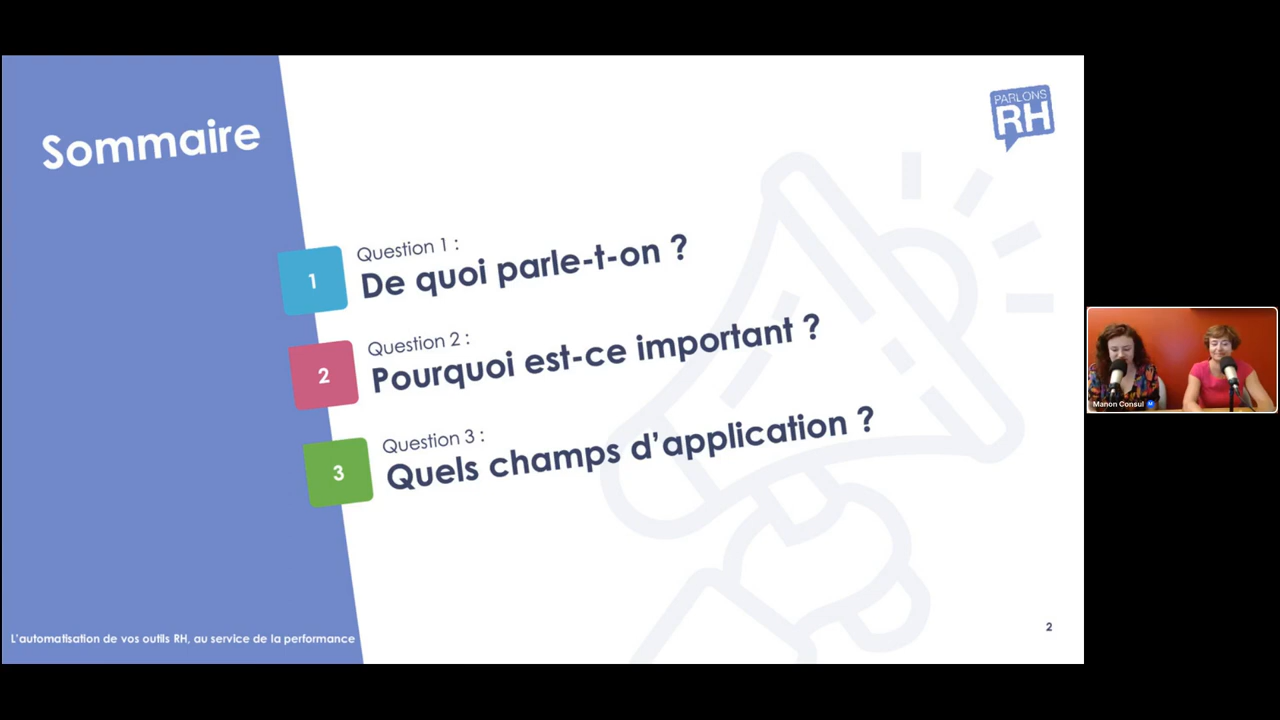 Sommaire
PARLONS
RH
1
Question 1 :
De quoi parle-t-on ?
2
Question 2 :
Pourquoi est-ce important ?
3
Question 3 :
Quels champs d’application ?
Manon Consul
L'automatisation de vos outils RH, au service de la performance
2